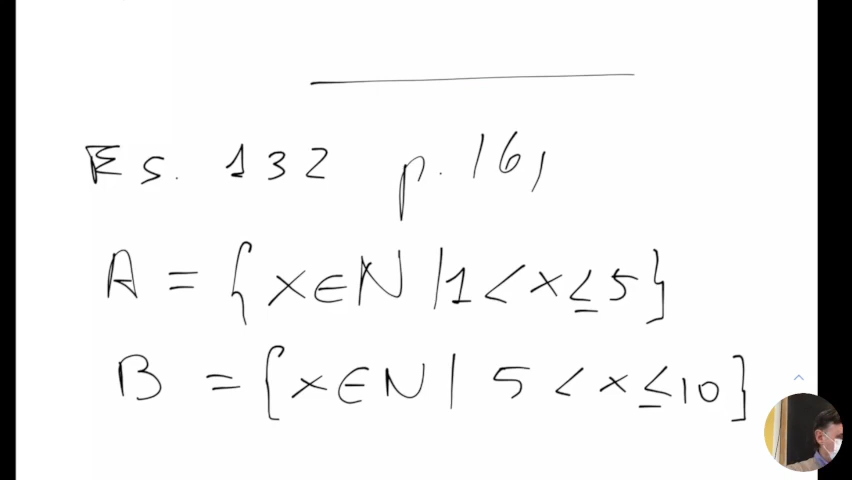 Es. 132 p. 161
A = {x∈N | 1 < x ≤ 5}
B = {x∈N | 5 < x ≤ 10}